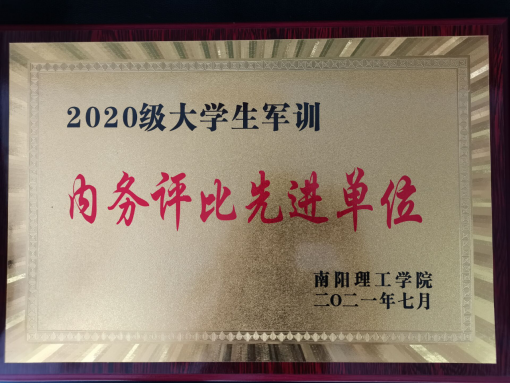 2020级大学生军训
内务评比先进单位
南阳理工学院
二〇二一年七月